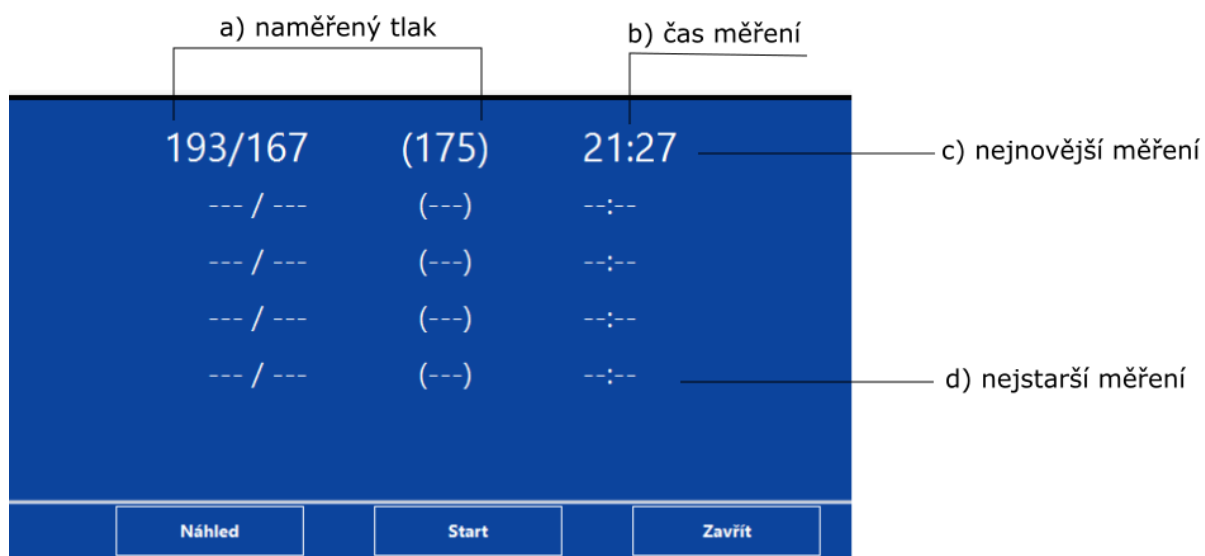 a) naměřený tlak b) čas měření
193/167 (175) 21:27 c) nejnovější měření
--- / --- (---) --:--
--- / --- (---) --:--
--- / --- (---) --:--
--- / --- (---) --:-- d) nejstarší měření
Náhled Start Zavřít